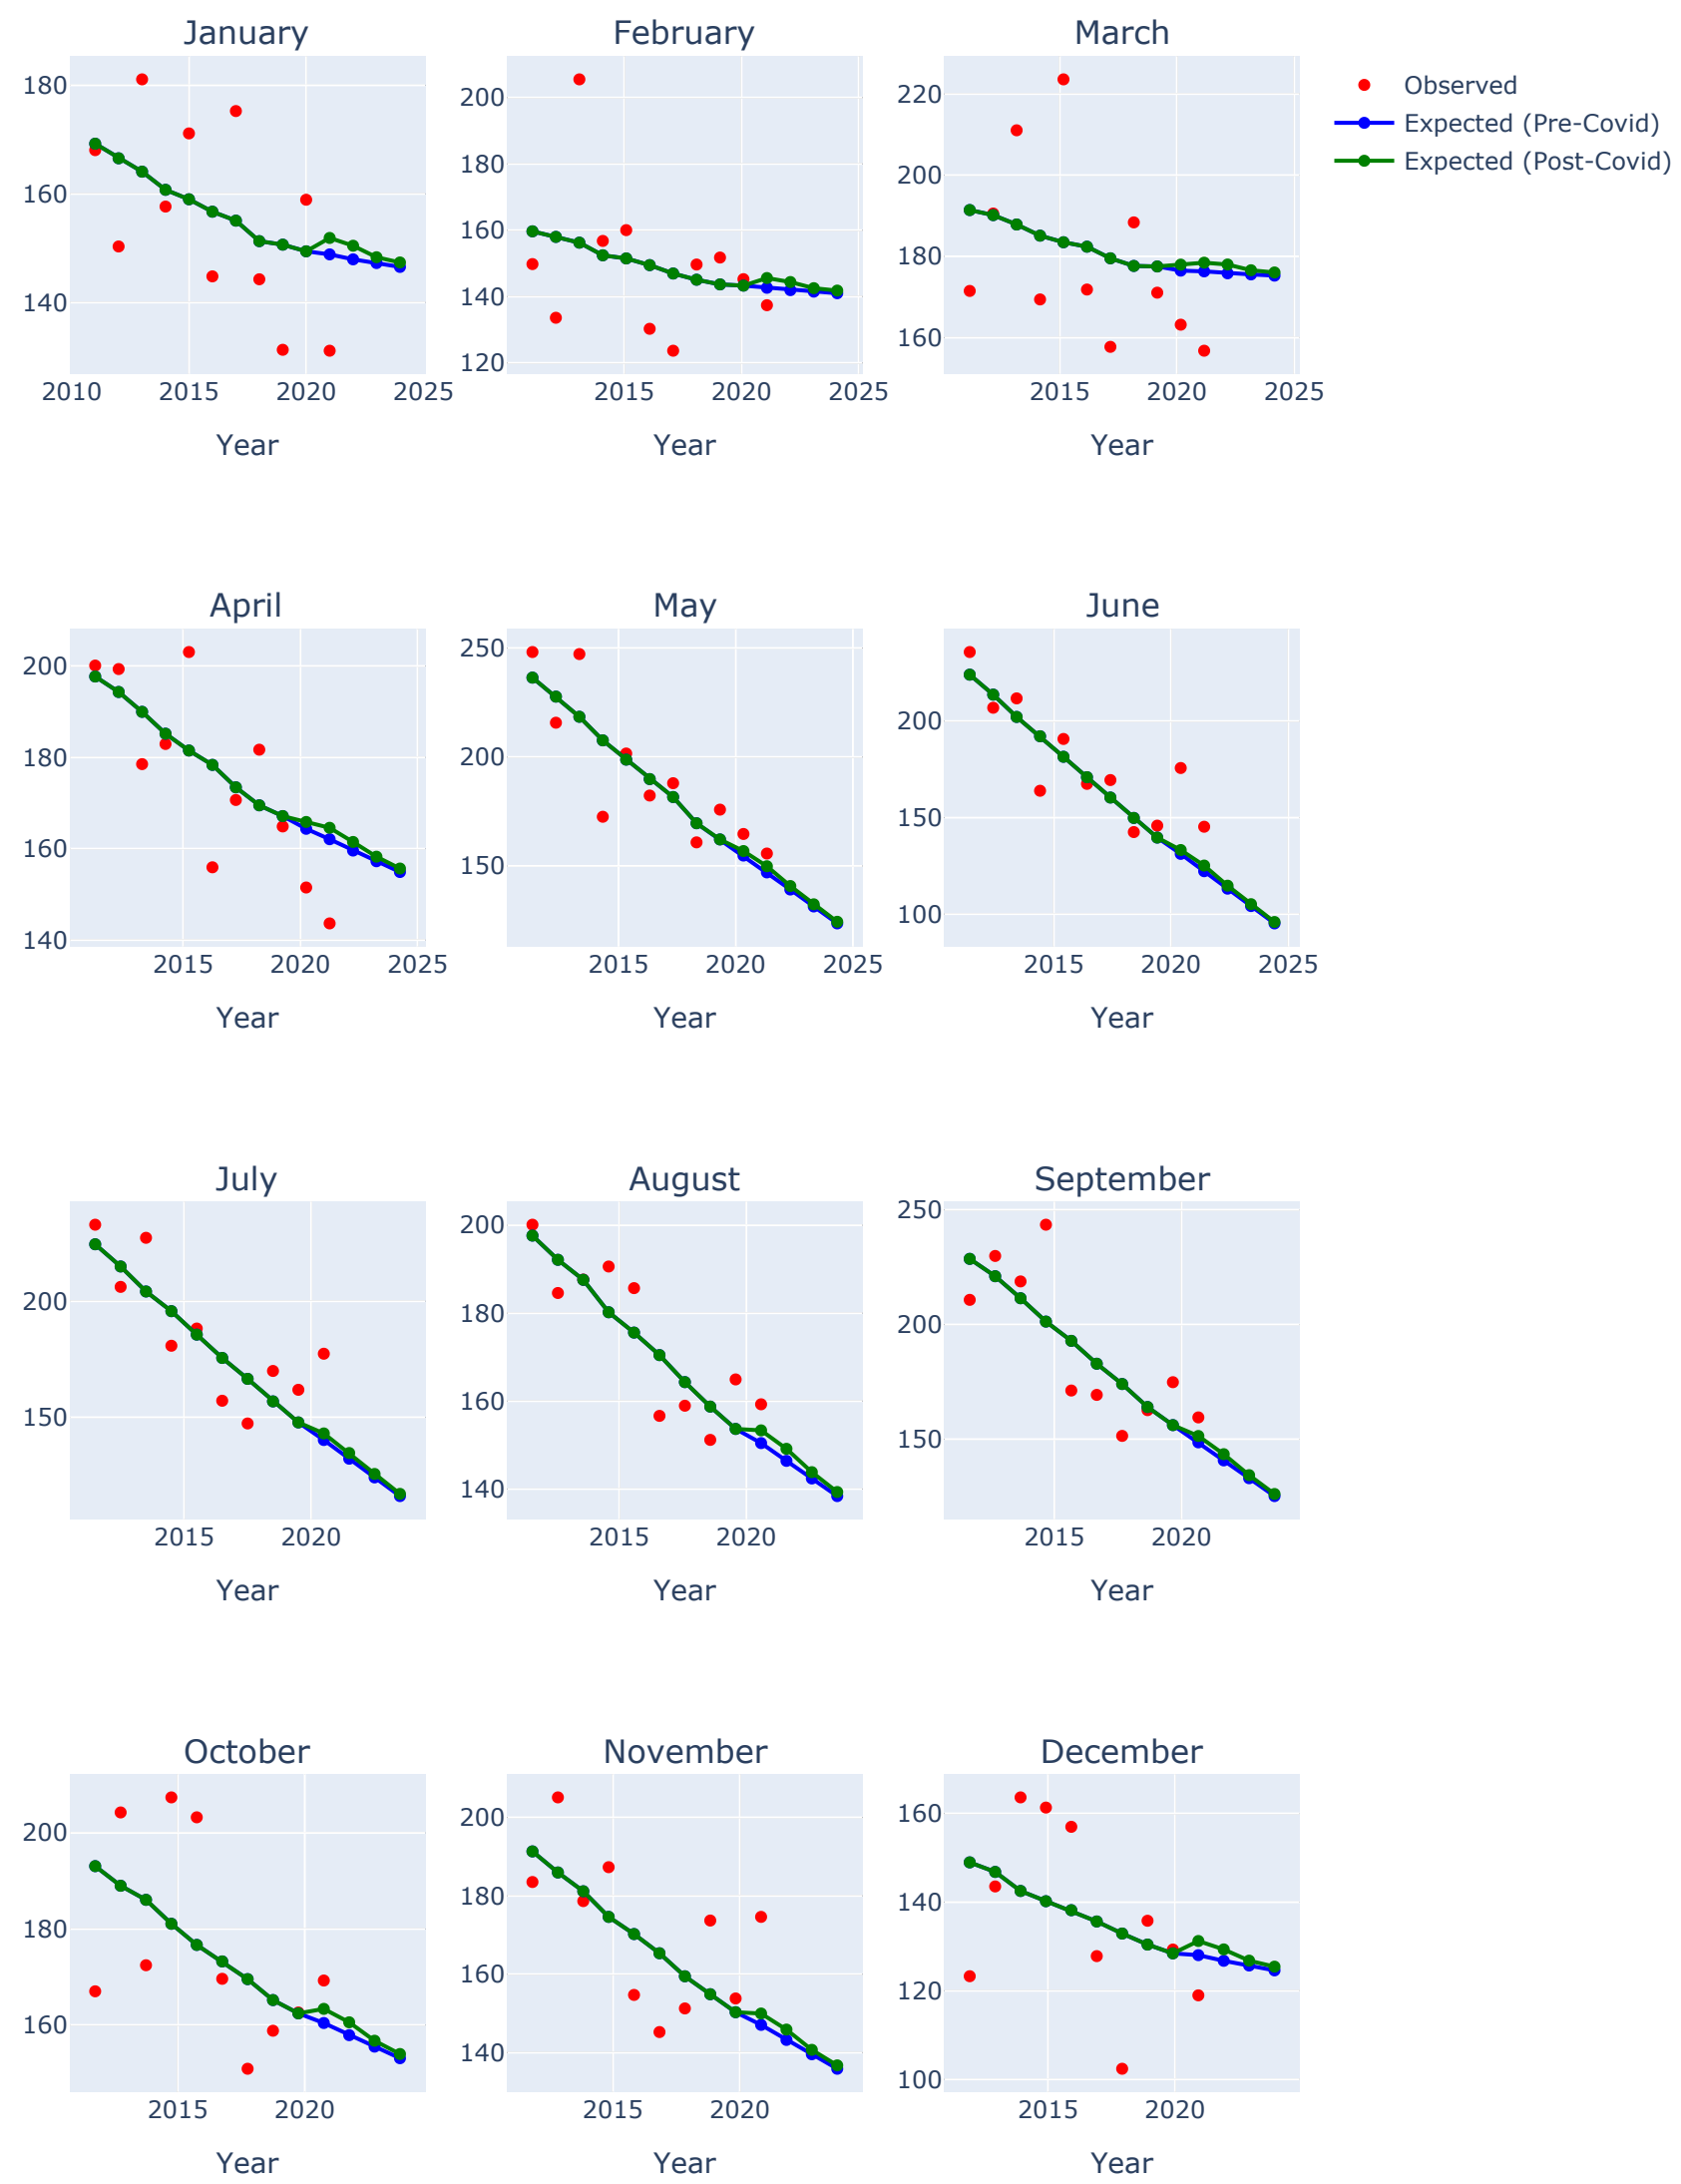 January
February
March
180
160
140
2010
2015
2020
2025
Year
200
180
160
140
120
2015
2020
2025
Year
220
200
180
160
2015
2020
2025
Year
Observed
Expected (Pre-Covid)
Expected (Post-Covid)
April
May
June
200
180
160
140
2015
2020
2025
Year
250
200
150
2015
2020
2025
Year
200
150
100
2015
2020
2025
Year
July
August
September
200
150
2015
2020
Year
200
180
160
140
2015
2020
Year
250
200
150
2015
2020
Year
October
November
December
200
180
160
2015
2020
Year
200
180
160
140
2015
2020
Year
160
140
120
100
2015
2020
Year